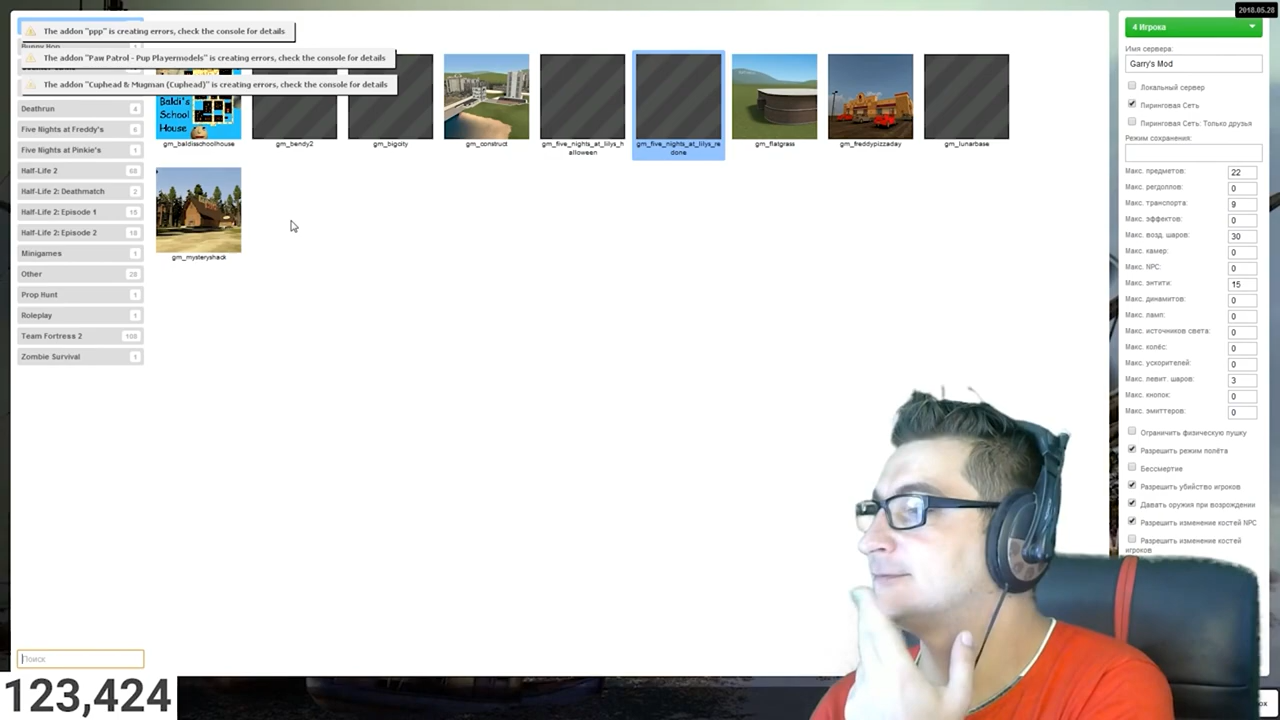 2018.05.28
The addon "ppp" is creating errors, check the console for details
The addon "Paw Patrol - Pup Playermodels" is creating errors, check the console for details
The addon "Cuphead & Mugman (Cuphead)" is creating errors, check the console for details
Deathrun 4
Five Nights at Freddy's 6
Five Nights at Pinkie's 1
Half-Life 2 68
Half-Life 2: Deathmatch 2
Half-Life 2: Episode 1 15
Half-Life 2: Episode 2 18
Minigames 1
Other 28
Prop Hunt 1
Roleplay 1
Team Fortress 2 108
Zombie Survival 1
Baldi's
School
House
gm_baldisschoolhouse
gm_bendy2
gm_bigcity
gm_construct
gm_five_nights_at_lilys_h
alloween
gm_five_nights_at_lilys_re
done
gm_flatgrass
gm_freddypizzaday
gm_lunarbase
gm_mysteryshack
4 Игрока
Имя сервера:
Garry's Mod
Локальный сервер
Пиринговая Сеть
Пиринговая Сеть: Только друзья
Режим сохранения:
Макс. предметов: 22
Макс. регдоллов: 0
Макс. транспорта: 9
Макс. эффектов: 0
Макс. возд. шаров: 30
Макс. камер: 0
Макс. NPC: 0
Макс. энтити: 15
Макс. динамитов: 0
Макс. ламп: 0
Макс. источников света: 0
Макс. колёс: 0
Макс. ускорителей: 0
Макс. левит. шаров: 3
Макс. кнопок: 0
Макс. эмиттеров: 0
Ограничить физическую пушку
Разрешить режим полёта
Бессмертие
Разрешить убийство игроков
Давать оружия при возрождении
Разрешить изменение костей NPC
Разрешить изменение костей
игроков
Поиск
123,424